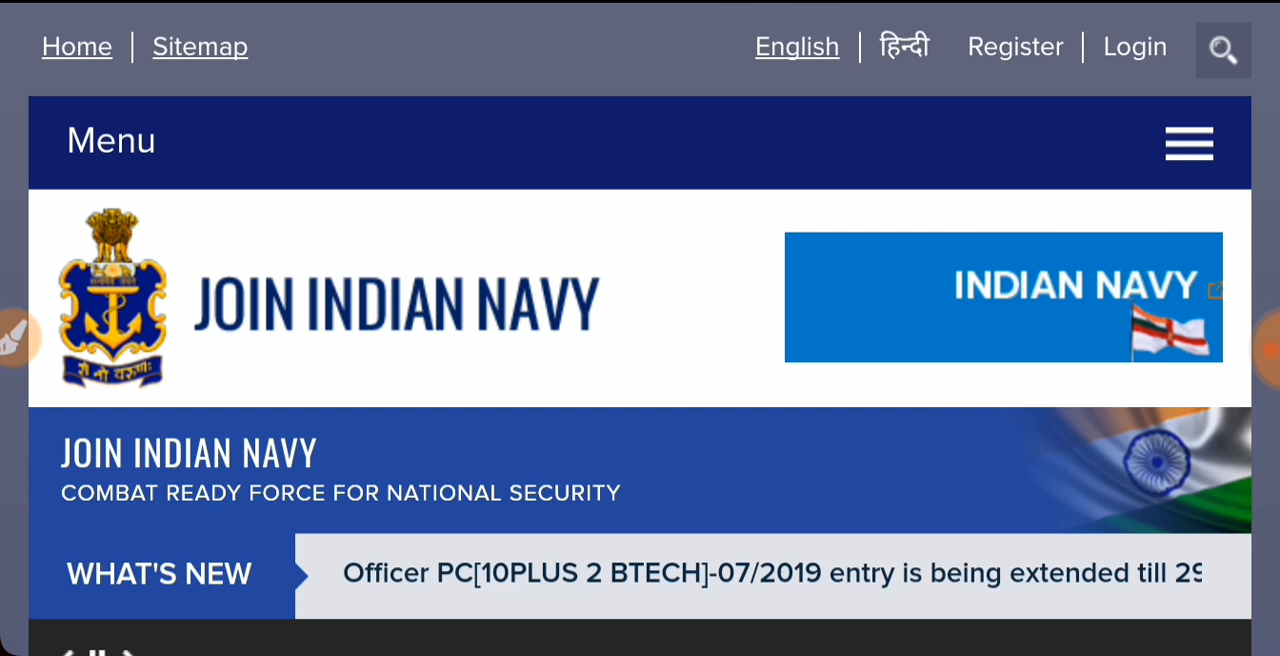 Home
Sitemap
English
हिन्दी
Register
Login
Menu
JOIN INDIAN NAVY
INDIAN NAVY
JOIN INDIAN NAVY
COMBAT READY FORCE FOR NATIONAL SECURITY
WHAT'S NEW
Officer PC[10PLUS 2 BTECH]-07/2019 entry is being extended till 29